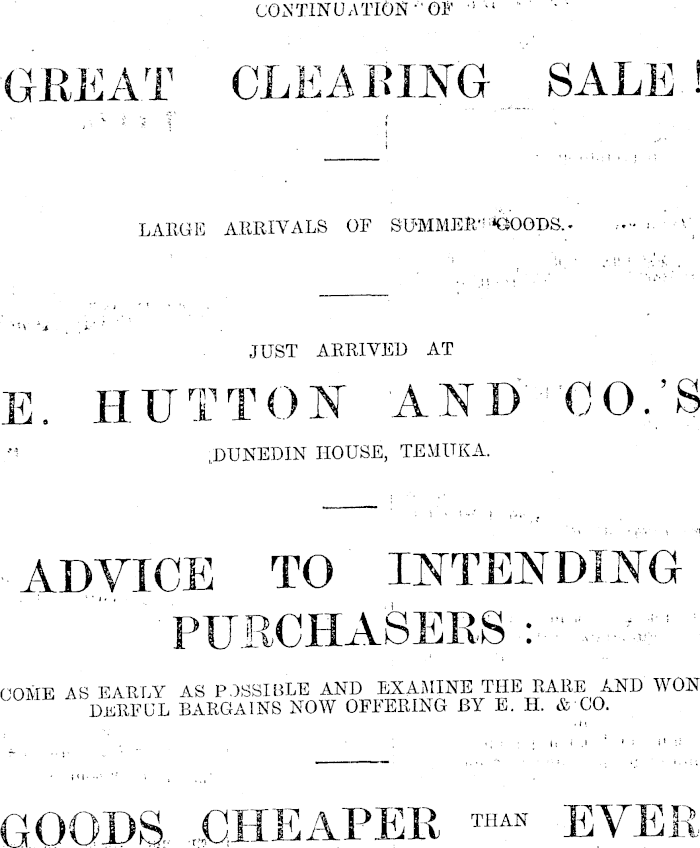 CONTINUATION OF
GREAT CLEARING SALE!
LARGE ARRIVALS OF SUMMER GOODS.
JUST ARRIVED AT
E. HUTTON AND CO.'S
DUNEDIN HOUSE, TEMUKA.
ADVICE TO INTENDING
PURCHASERS:
COME AS EARLY AS POSSIBLE AND EXAMINE THE RARE AND WON
DERFUL BARGAINS NOW OFFERING BY E. H. & CO.
GOODS CHEAPER THAN EVER